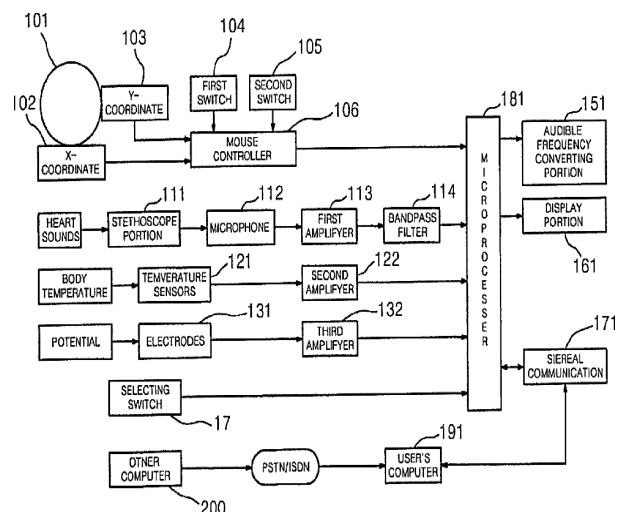 101
103
104
105
102
Y-
COORDINATE
FIRST
SWITCH
SECOND
SWITCH
106
181
151
X-
COORDINATE
MOUSE
CONTROLLER
MICROPROCESSER
AUDIBLE
FREQUENCY
CONVERTING
PORTION
111
112
113
114
HEART
SOUNDS
STETHOSCOPE
PORTION
MICROPHONE
FIRST
AMPLIFYER
BANDPASS
FILTER
DISPLAY
PORTION
161
121
122
BODY
TEMPERATURE
TEMVERATURE
SENSORS
SECOND
AMPLIFYER
131
132
171
POTENTIAL
ELECTRODES
THIRD
AMPLIFYER
SIEREAL
COMMUNICATION
SELECTING
SWITCH
17
191
OTNER
COMPUTER
PSTN/ISDN
USER'S
COMPUTER
200